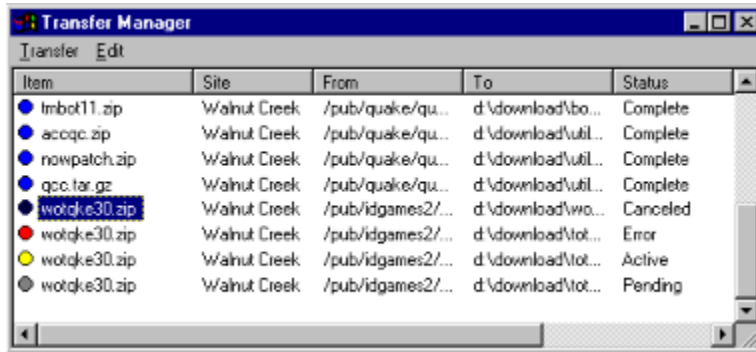 Transfer Manager
Transfer Edit
Item Site From To Status
tmbot11.zip Walnut Creek /pub/quake/qu... d:\download\bo... Complete
accqc.zip Walnut Creek /pub/quake/qu... d:\download\util... Complete
nowpatch.zip Walnut Creek /pub/quake/qu... d:\download\util... Complete
qcc.tar.gz Walnut Creek /pub/quake/qu... d:\download\util... Complete
wotqke30.zip Walnut Creek /pub/idgames2/... d:\download\wo... Canceled
wotqke30.zip Walnut Creek /pub/idgames2/... d:\download\tot... Error
wotqke30.zip Walnut Creek /pub/idgames2/... d:\download\tot... Active
wotqke30.zip Walnut Creek /pub/idgames2/... d:\download\tot... Pending